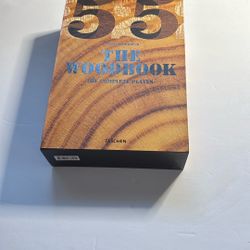 55
THE
WOODBOOK
THE COMPLETE PLATES
TASCHEN